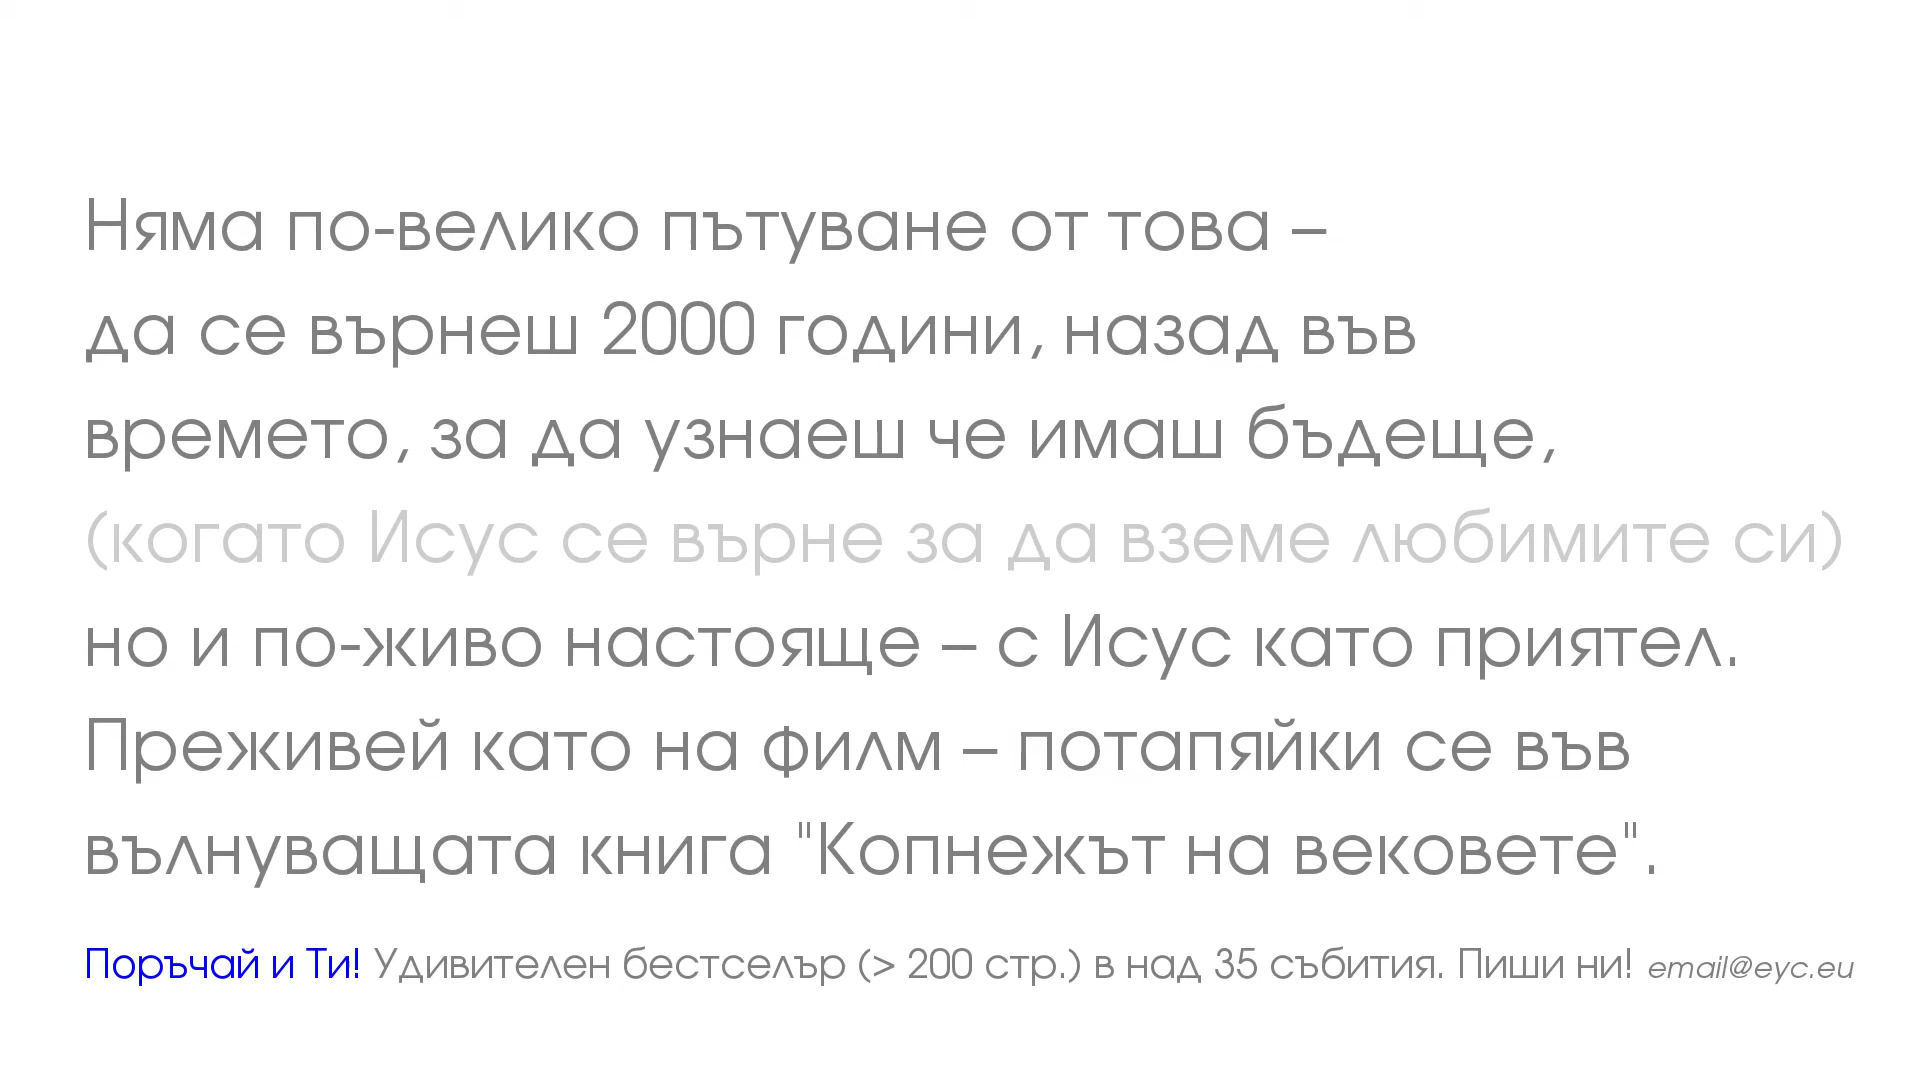 Няма по-велико пътуване от това –
да се върнеш 2000 години, назад във
времето, за да узнаеш че имаш бъдеще,
(когато Исус се върне за да вземе любимите си)
но и по-живо настояще – с Исус като приятел.
Преживей като на филм – потапяйки се във
вълнуващата книга "Копнежът на вековете".
Поръчай и Ти! Удивителен бестселър (> 200 стр.) в над 35 събития. Пиши ни! email@eyc.eu